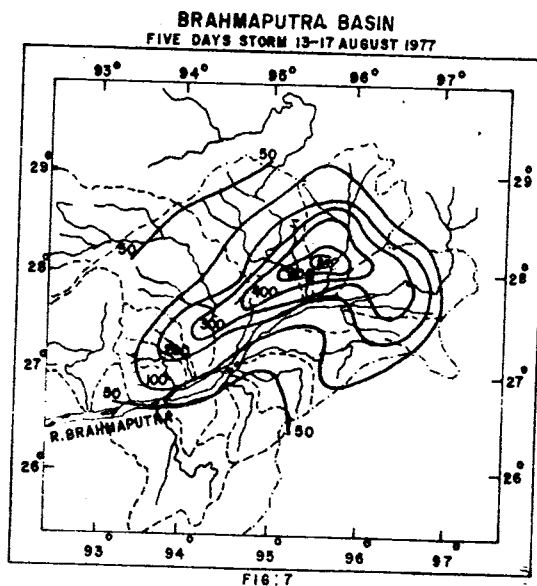 BRAHMAPUTRA BASIN
FIVE DAYS STORM 13-17 AUGUST 1977
93° 94° 95° 96° 97°
50
29° 29°
50
28° 28°
400
300
27° 27°
100
50
R. BRAHMAPUTRA
50
26° 26°
93° 94° 95° 96° 97°
FIG: 7